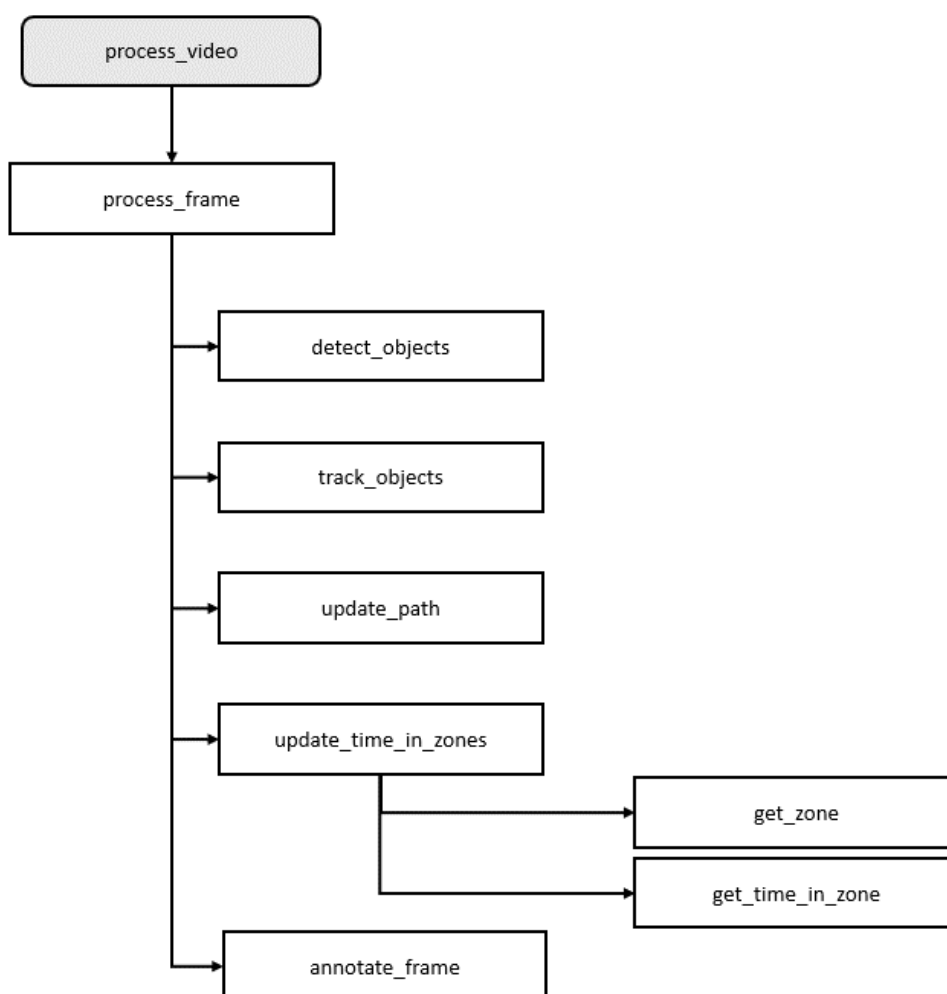 process_video
process_frame
detect_objects
track_objects
update_path
update_time_in_zones
get_zone
get_time_in_zone
annotate_frame